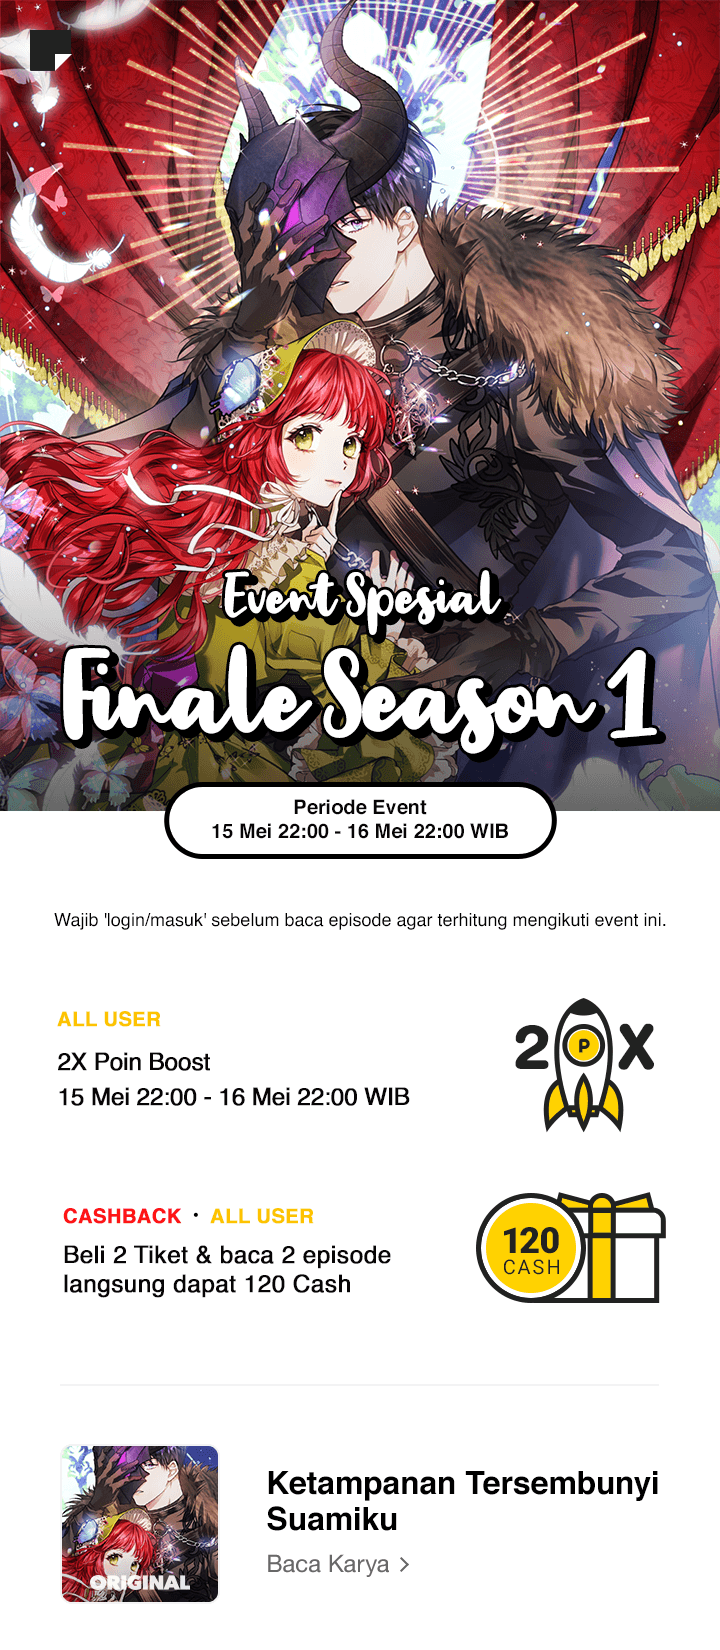 Event Spesial
Finale Season 1
Periode Event
15 Mei 22:00 - 16 Mei 22:00 WIB
Wajib 'login/masuk' sebelum baca episode agar terhitung mengikuti event ini.
ALL USER
2X Poin Boost
15 Mei 22:00 - 16 Mei 22:00 WIB
2 P X
CASHBACK · ALL USER
Beli 2 Tiket & baca 2 episode
langsung dapat 120 Cash
120
CASH
ORIGINAL
Ketampanan Tersembunyi
Suamiku
Baca Karya >